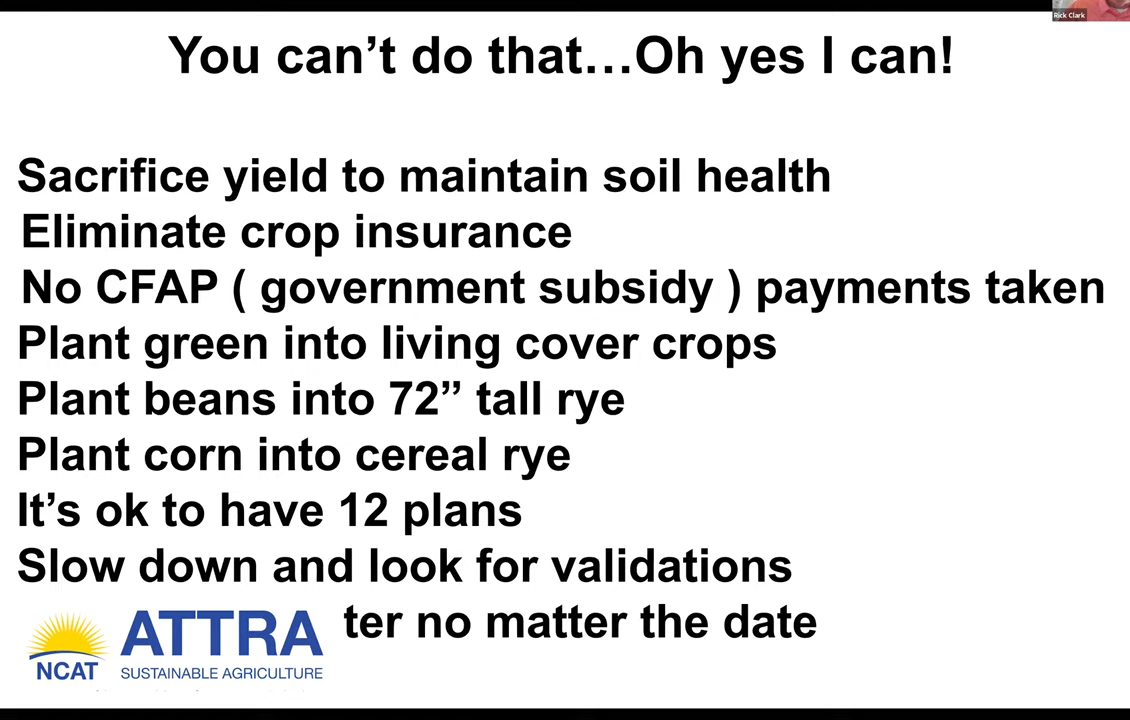 Rick Clark
You can’t do that…Oh yes I can!
Sacrifice yield to maintain soil health
Eliminate crop insurance
No CFAP ( government subsidy ) payments taken
Plant green into living cover crops
Plant beans into 72” tall rye
Plant corn into cereal rye
It’s ok to have 12 plans
Slow down and look for validations
ter no matter the date
ATTRA
NCAT
SUSTAINABLE AGRICULTURE